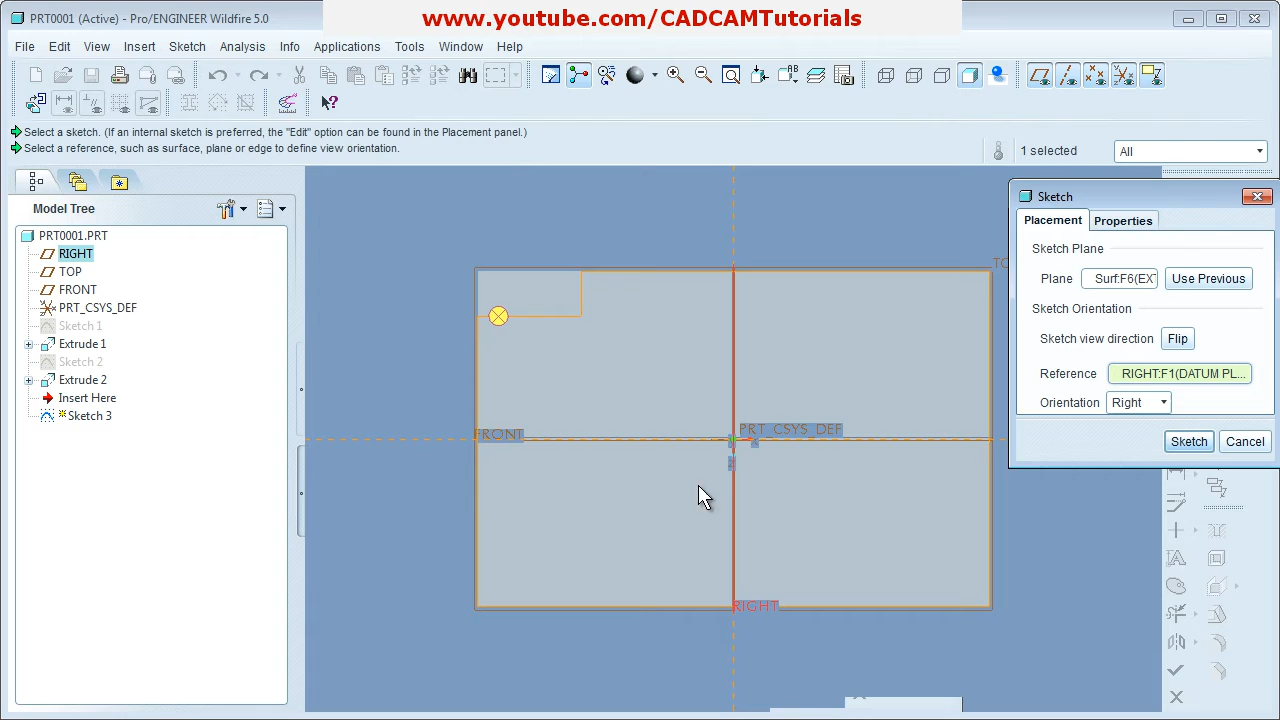 PRT0001 (Active) - Pro/ENGINEER Wildfire 5.0
www.youtube.com/CADCAMTutorials
File Edit View Insert Sketch Analysis Info Applications Tools Window Help
Select a sketch. (If an internal sketch is preferred, the "Edit" option can be found in the Placement panel.)
Select a reference, such as surface, plane or edge to define view orientation.
1 selected
All
Model Tree
PRT0001.PRT
RIGHT
TOP
FRONT
PRT_CSYS_DEF
Sketch 1
Extrude 1
Sketch 2
Extrude 2
Insert Here
Sketch 3
FRONT
PRT_CSYS_DEF
RIGHT
Sketch
Placement Properties
Sketch Plane
Plane Surf:F6(EX Use Previous
Sketch Orientation
Sketch view direction Flip
Reference RIGHT:F1(DATUM PL...
Orientation Right
Sketch Cancel